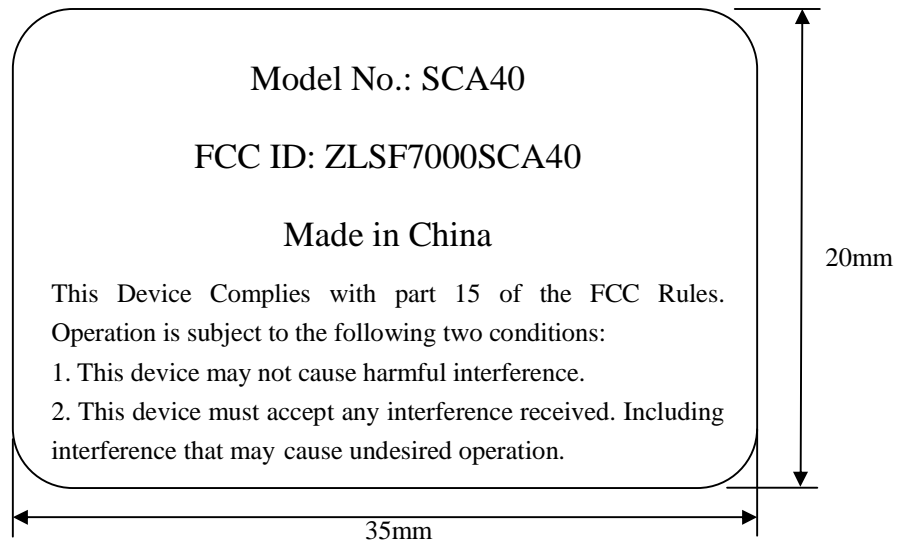 Model No.: SCA40
FCC ID: ZLSF7000SCA40
Made in China
This Device Complies with part 15 of the FCC Rules.
Operation is subject to the following two conditions:
1. This device may not cause harmful interference.
2. This device must accept any interference received. Including
interference that may cause undesired operation.
20mm
35mm